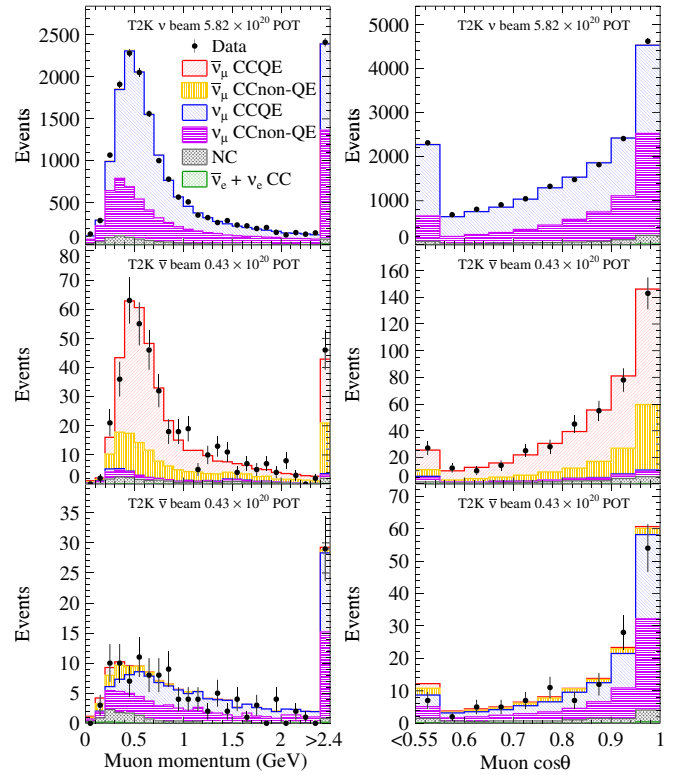 T2K ν beam 5.82 × 10²⁰ POT
Data
ν̄μ CCQE
ν̄μ CCnon-QE
νμ CCQE
νμ CCnon-QE
NC
ν̄e + νe CC
Events
2500
2000
1500
1000
500
0
T2K ν beam 5.82 × 10²⁰ POT
Events
5000
4000
3000
2000
1000
0
T2K ν̄ beam 0.43 × 10²⁰ POT
Events
80
70
60
50
40
30
20
10
0
T2K ν̄ beam 0.43 × 10²⁰ POT
Events
160
140
120
100
80
60
40
20
0
T2K ν̄ beam 0.43 × 10²⁰ POT
Events
35
30
25
20
15
10
5
0
0 0.5 1 1.5 2 >2.4
Muon momentum (GeV)
T2K ν̄ beam 0.43 × 10²⁰ POT
Events
70
60
50
40
30
20
10
0
<0.55 0.6 0.7 0.8 0.9 1
Muon cosθ